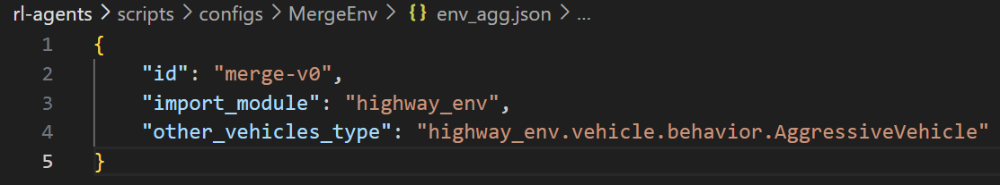 rl-agents > scripts > configs > MergeEnv > {} env_agg.json > ...
1 {
2 "id": "merge-v0",
3 "import_module": "highway_env",
4 "other_vehicles_type": "highway_env.vehicle.behavior.AggressiveVehicle"
5 }